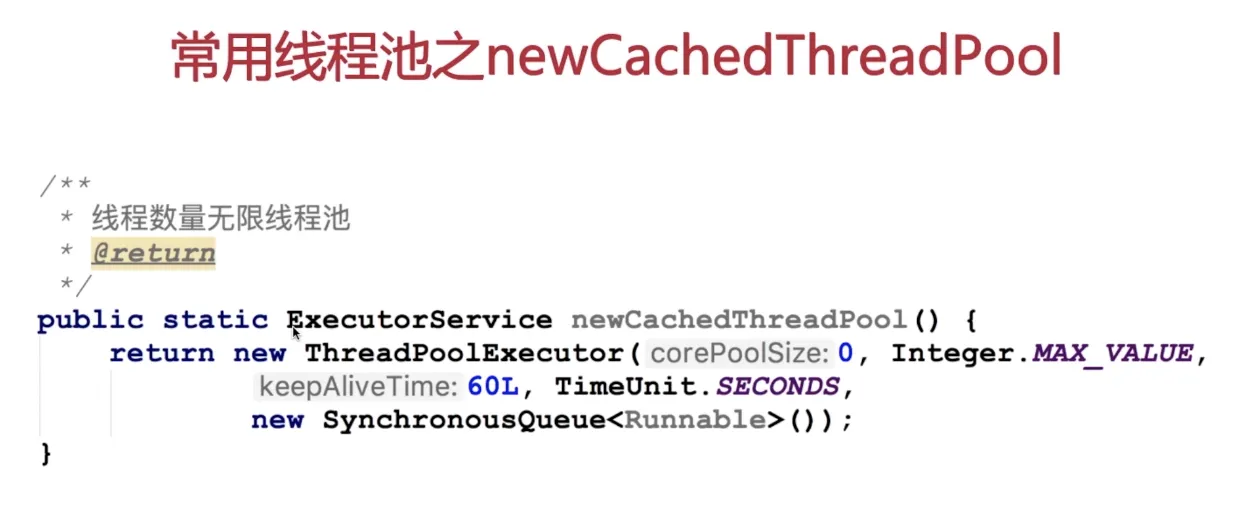 常用线程池之newCachedThreadPool
/**
* 线程数量无限线程池
* @return
*/
public static ExecutorService newCachedThreadPool() {
return new ThreadPoolExecutor( corePoolSize: 0, Integer.MAX_VALUE,
keepAliveTime: 60L, TimeUnit.SECONDS,
new SynchronousQueue<Runnable>());
}